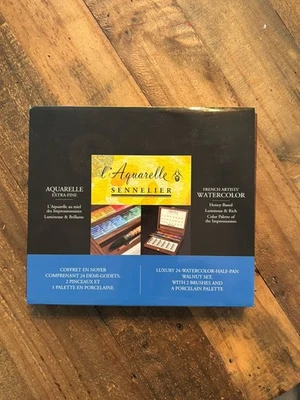 l'Aquarelle
SENNELIER
AQUARELLE
EXTRA-FINE
L'Aquarelle au miel
des Impressionnistes
Lumineuse & Brillante
FRENCH ARTISTS'
WATERCOLOR
Honey-Based
Luminous & Rich
Color Palette of
the Impressionists
COFFRET EN NOYER
COMPRENANT 24 DEMI-GODETS,
2 PINCEAUX ET
1 PALETTE EN PORCELAINE
LUXURY 24-WATERCOLOR-HALF-PAN
WALNUT SET,
WITH 2 BRUSHES AND
A PORCELAIN PALETTE